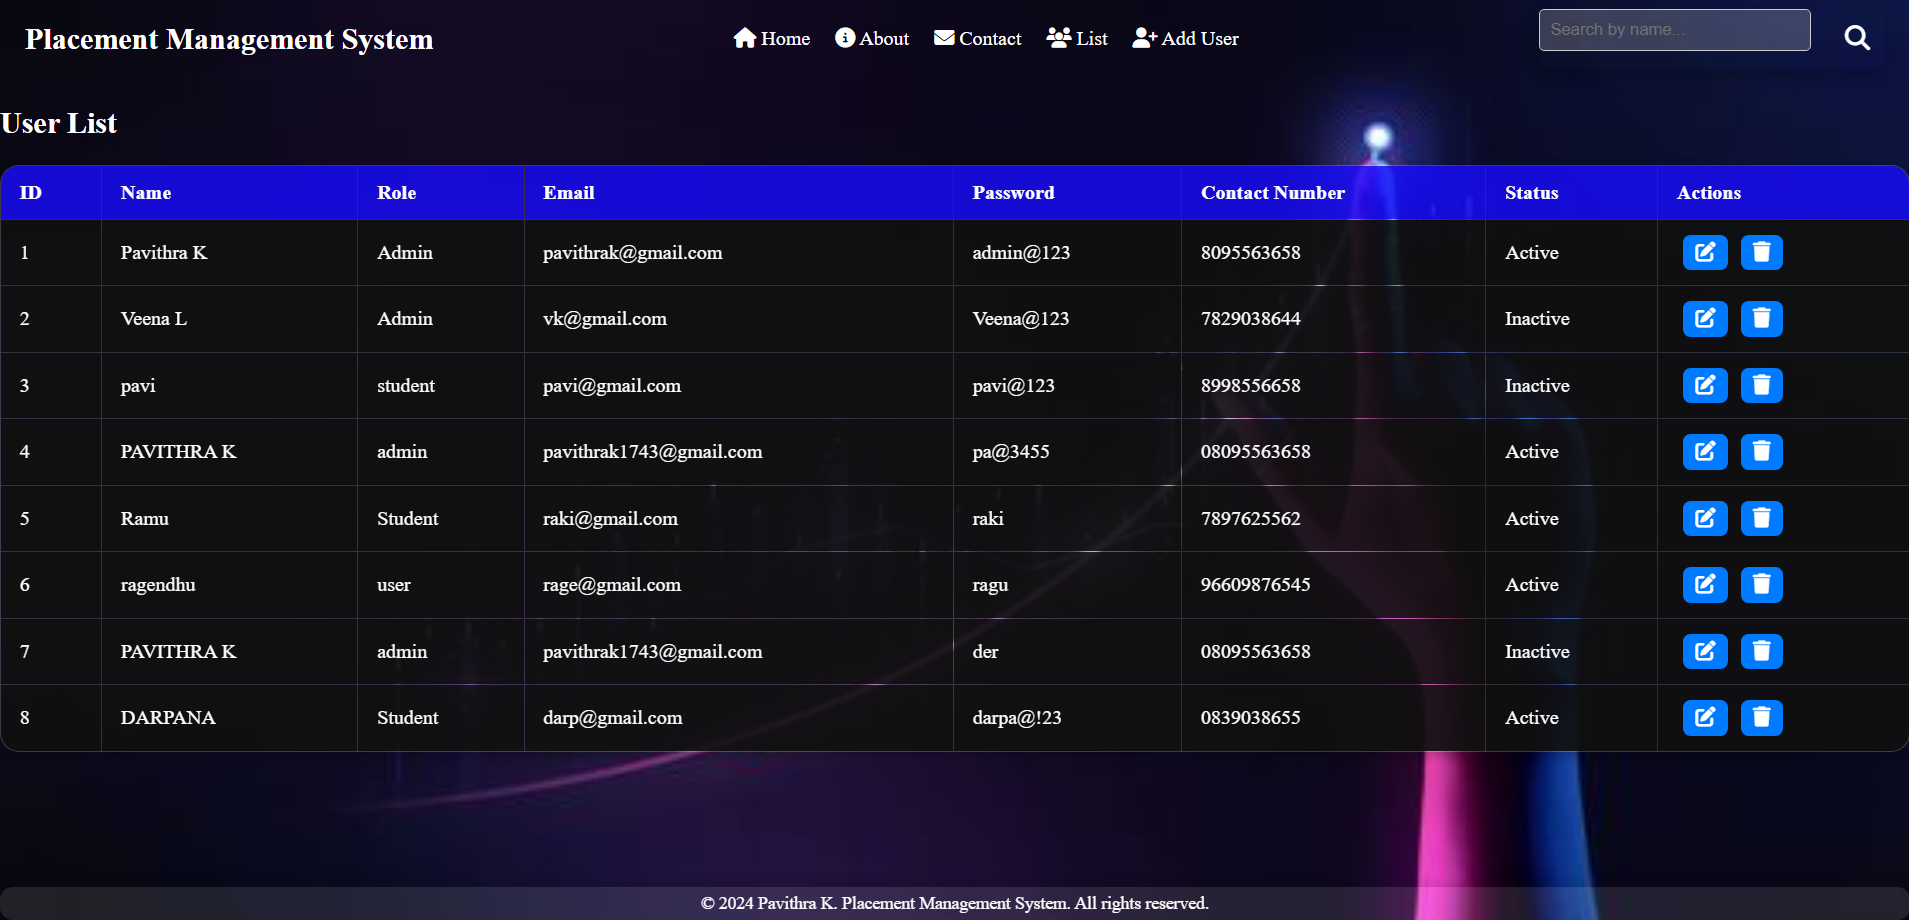 Placement Management System Home About Contact List Add User Search by name...
User List
ID Name Role Email Password Contact Number Status Actions
1 Pavithra K Admin pavithrak@gmail.com admin@123 8095563658 Active
2 Veena L Admin vk@gmail.com Veena@123 7829038644 Inactive
3 pavi student pavi@gmail.com pavi@123 8998556658 Inactive
4 PAVITHRA K admin pavithrak1743@gmail.com pa@3455 08095563658 Active
5 Ramu Student raki@gmail.com raki 7897625562 Active
6 ragendhu user rage@gmail.com ragu 96609876545 Active
7 PAVITHRA K admin pavithrak1743@gmail.com der 08095563658 Inactive
8 DARPANA Student darp@gmail.com darpa@!23 0839038655 Active
© 2024 Pavithra K. Placement Management System. All rights reserved.